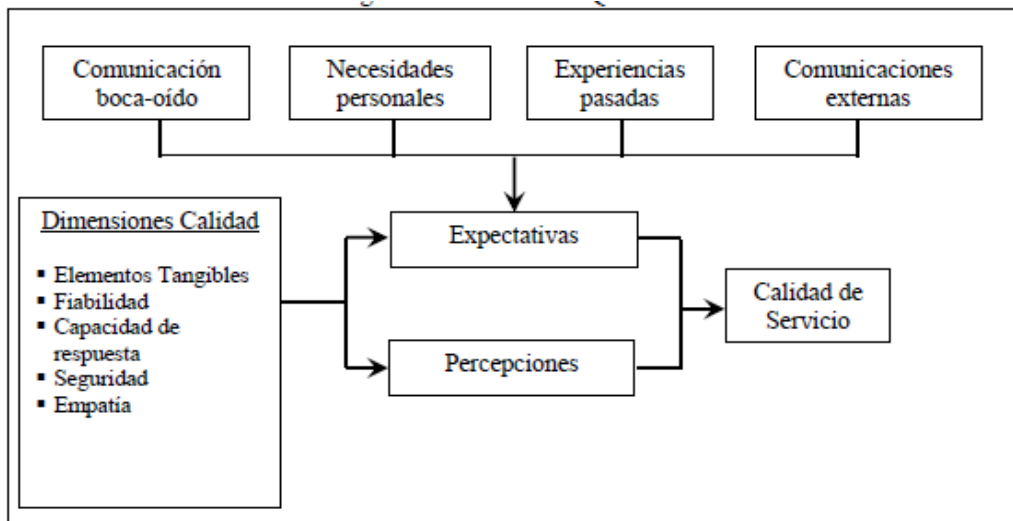 Comunicación
boca-oído
Necesidades
personales
Experiencias
pasadas
Comunicaciones
externas
Dimensiones Calidad
▪ Elementos Tangibles
▪ Fiabilidad
▪ Capacidad de
respuesta
▪ Seguridad
▪ Empatía
Expectativas
Percepciones
Calidad de
Servicio